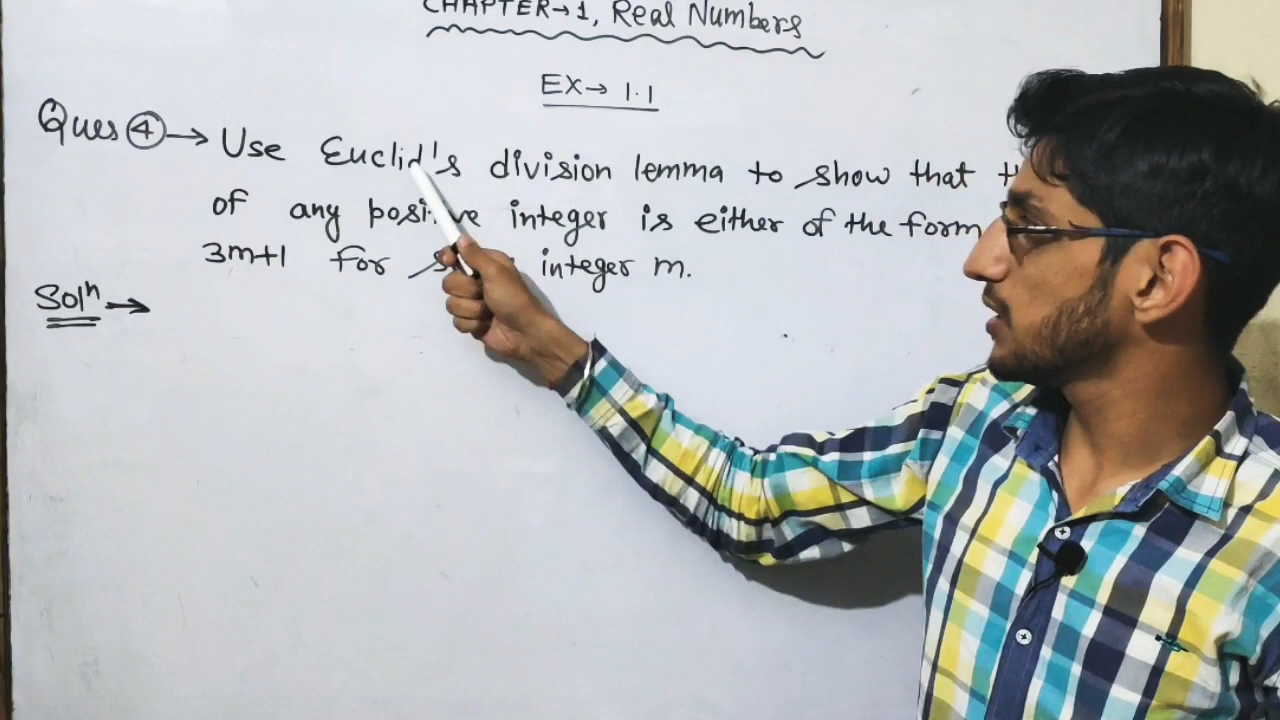 CHAPTER→1, Real Numbers
EX→ 1.1
Ques ④→ Use Euclid's division lemma to show that
of any positive integer is either of the form
3m+1 for integer m.
Solⁿ →